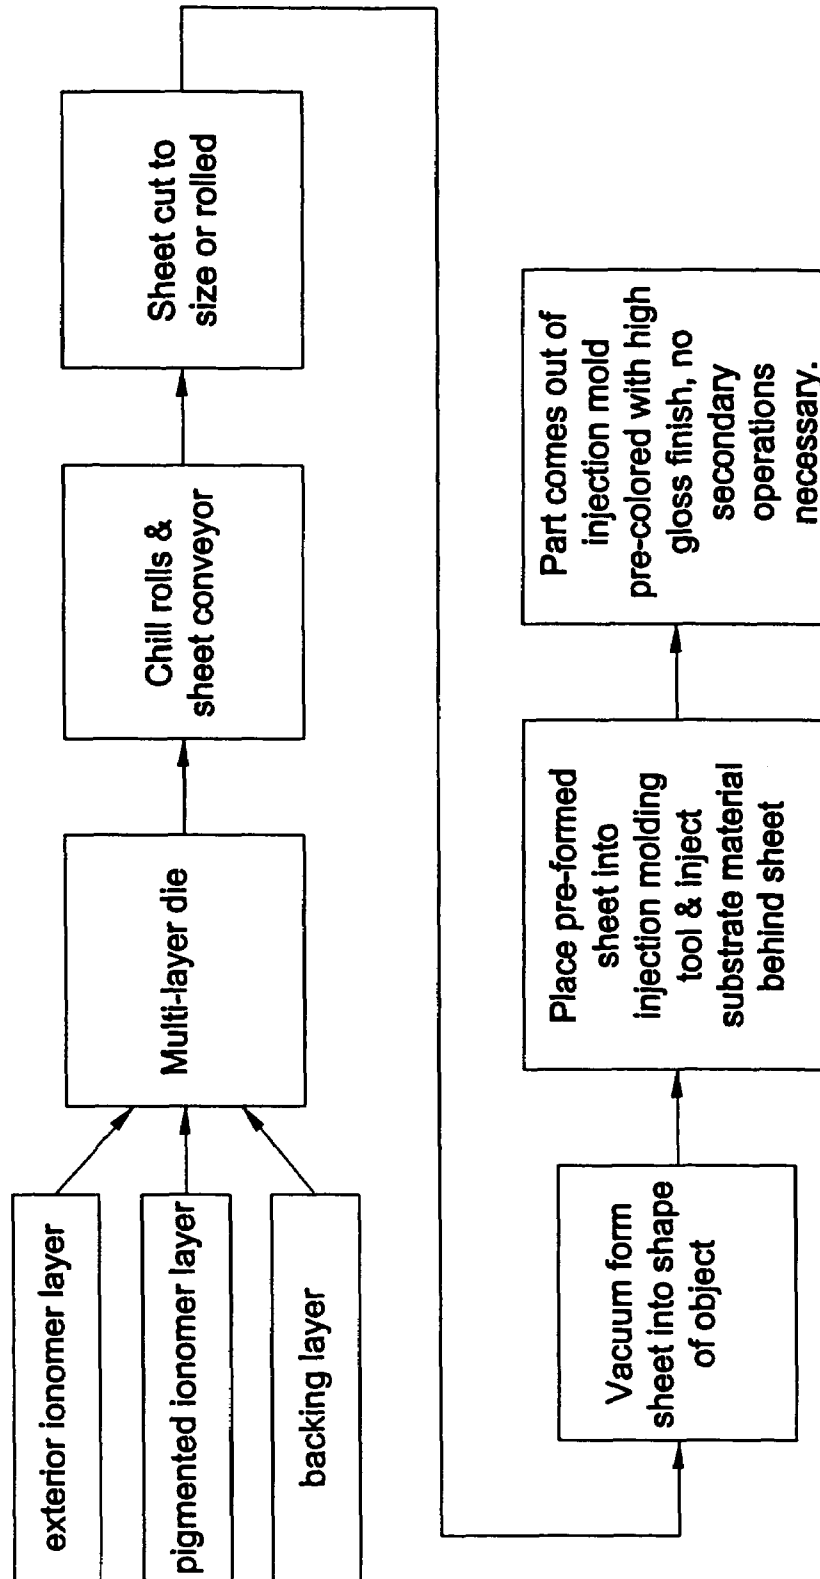 exterior ionomer layer
pigmented ionomer layer
backing layer
Multi-layer die
Chill rolls &
sheet conveyor
Sheet cut to
size or rolled
Vacuum form
sheet into shape
of object
Place pre-formed
sheet into
injection molding
tool & inject
substrate material
behind sheet
Part comes out of
injection mold
pre-colored with high
gloss finish, no
secondary
operations
necessary.